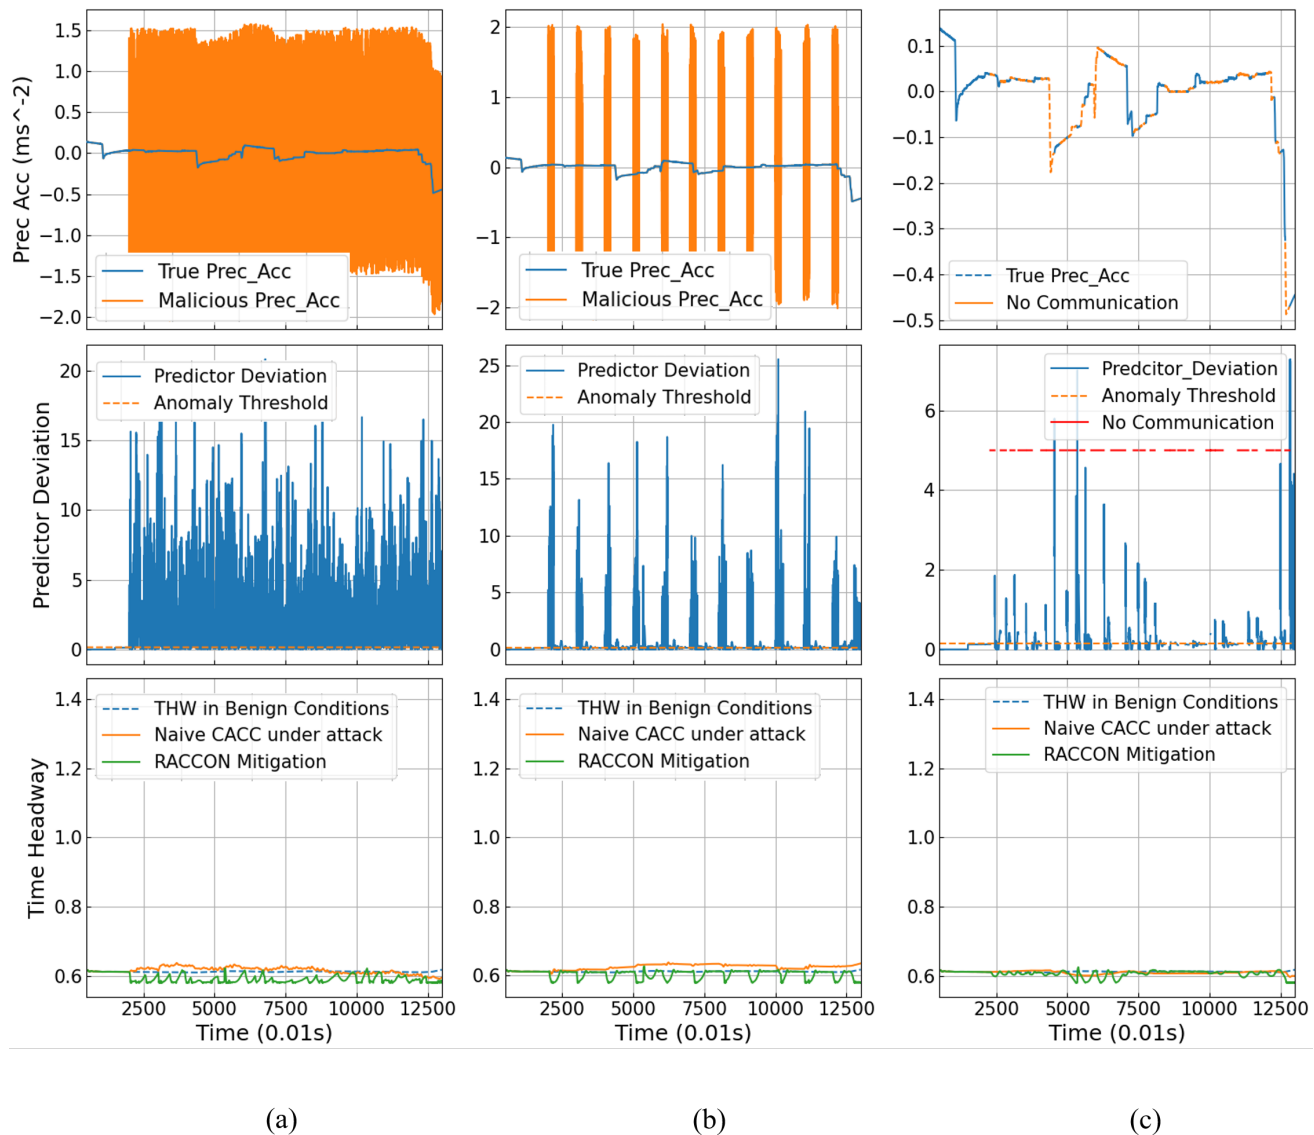 Prec Acc (ms^-2)
1.5
1.0
0.5
0.0
−0.5
−1.0
−1.5
−2.0
True Prec_Acc
Malicious Prec_Acc
2
1
0
−1
−2
True Prec_Acc
Malicious Prec_Acc
0.1
0.0
−0.1
−0.2
−0.3
−0.4
−0.5
True Prec_Acc
No Communication
Predictor Deviation
20
15
10
5
0
Predictor Deviation
Anomaly Threshold
25
20
15
10
5
0
Predictor Deviation
Anomaly Threshold
6
4
2
0
Predcitor_Deviation
Anomaly Threshold
No Communication
Time Headway
1.4
1.2
1.0
0.8
0.6
THW in Benign Conditions
Naive CACC under attack
RACCON Mitigation
2500 5000 7500 10000 12500
Time (0.01s)
1.4
1.2
1.0
0.8
0.6
THW in Benign Conditions
Naive CACC under attack
RACCON Mitigation
2500 5000 7500 10000 12500
Time (0.01s)
1.4
1.2
1.0
0.8
0.6
THW in Benign Conditions
Naive CACC under attack
RACCON Mitigation
2500 5000 7500 10000 12500
Time (0.01s)
(a) (b) (c)